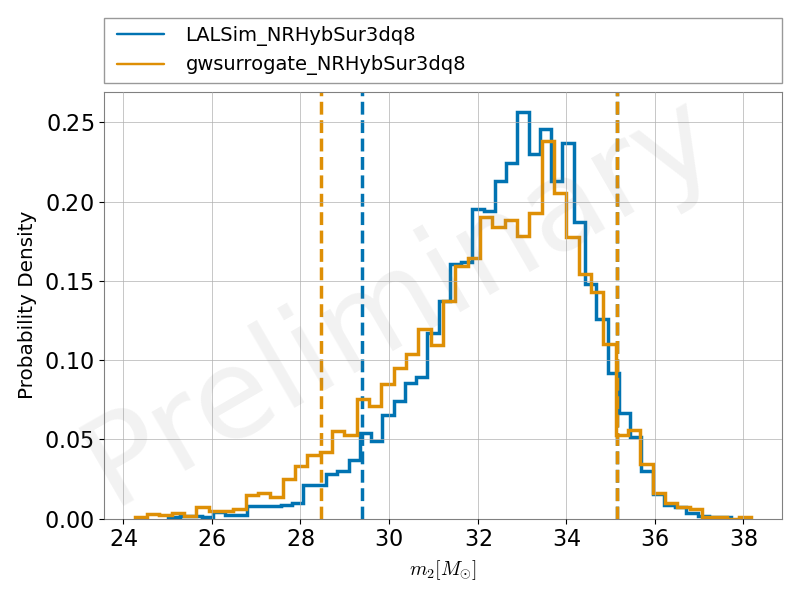 LALSim_NRHybSur3dq8
gwsurrogate_NRHybSur3dq8
Preliminary
Probability Density
0.25
0.20
0.15
0.10
0.05
0.00
24 26 28 30 32 34 36 38
m₂[M⊙]